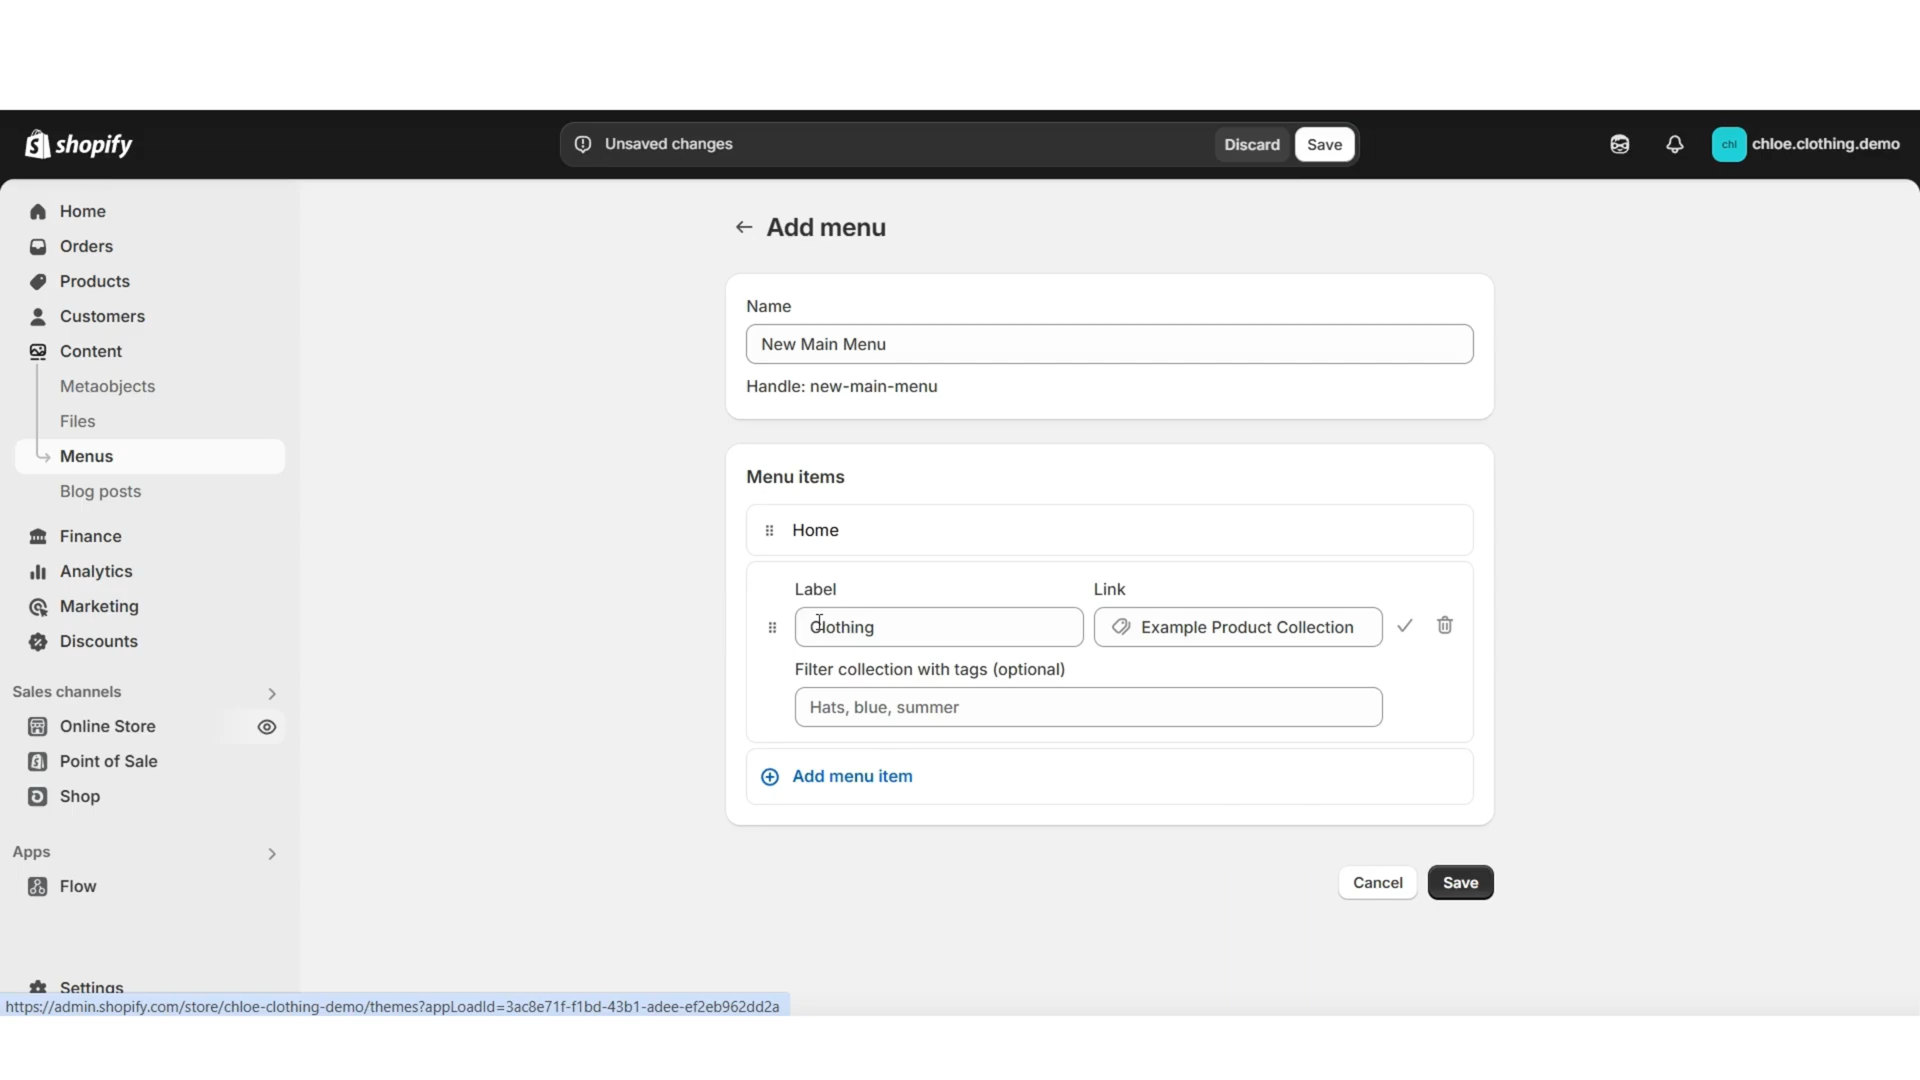 shopify
Unsaved changes
Discard
Save
chl
chloe.clothing.demo
Home
Orders
Products
Customers
Content
Metaobjects
Files
Menus
Blog posts
Finance
Analytics
Marketing
Discounts
Sales channels
Online Store
Point of Sale
Shop
Apps
Flow
Settings
Add menu
Name
New Main Menu
Handle: new-main-menu
Menu items
Home
Label
Link
Clothing
Example Product Collection
Filter collection with tags (optional)
Hats, blue, summer
Add menu item
Cancel
Save
https://admin.shopify.com/store/chloe-clothing-demo/themes?appLoadId=3ac8e71f-f1bd-43b1-adee-ef2eb962dd2a